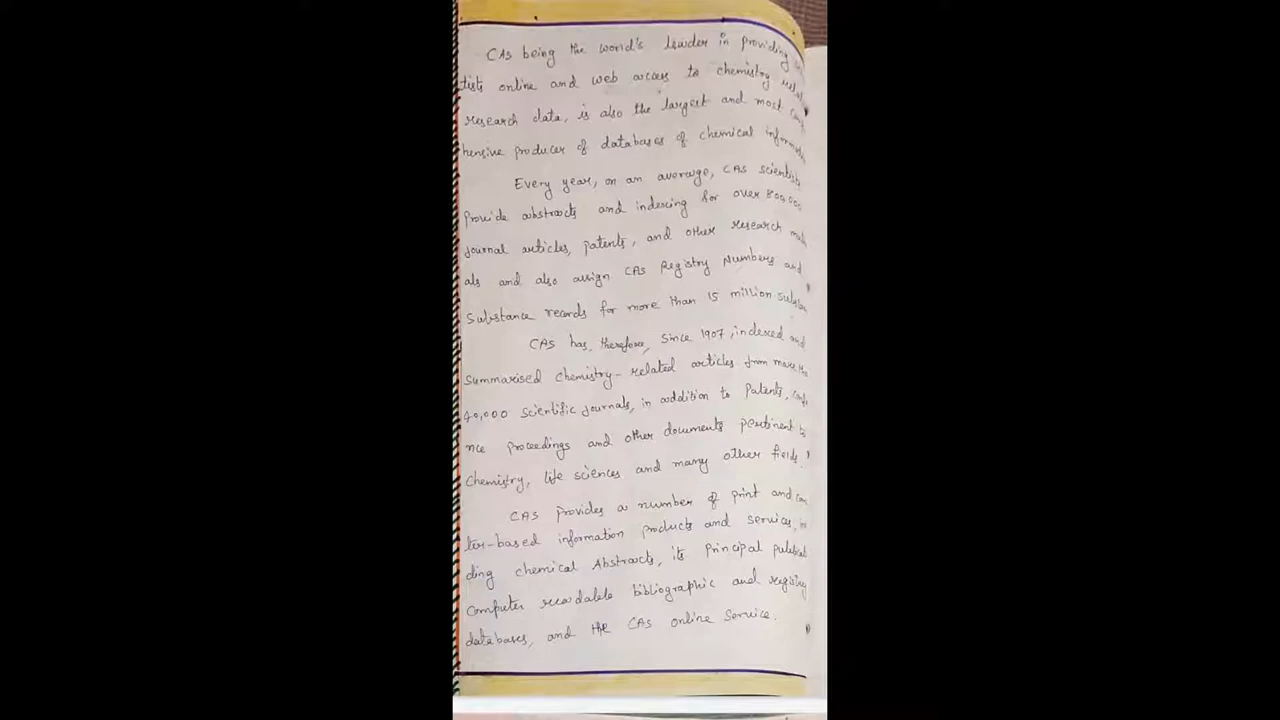 CAS being the world's leader in providing
tists online and web access to chemistry
research data, is also the largest and most
hensive producer of databases of chemical
Every year, on an average, CAS scientists
Provide abstracts and indexing for over 800,000
Journal articles, patents, and other research
als and also assign CAS Registry Numbers and
Substance records for more than 15 million
CAS has, therefore, since 1907, indexed and
summarised chemistry-related articles from more
40,000 scientific journals, in addition to Patents,
nce proceedings and other documents pertinent to
Chemistry, life sciences and many other fields.
CAS provides a number of print and
ter-based information products and services,
ding chemical Abstracts, its principal
Computer readable bibliographic and registry
databases, and the CAS online service.